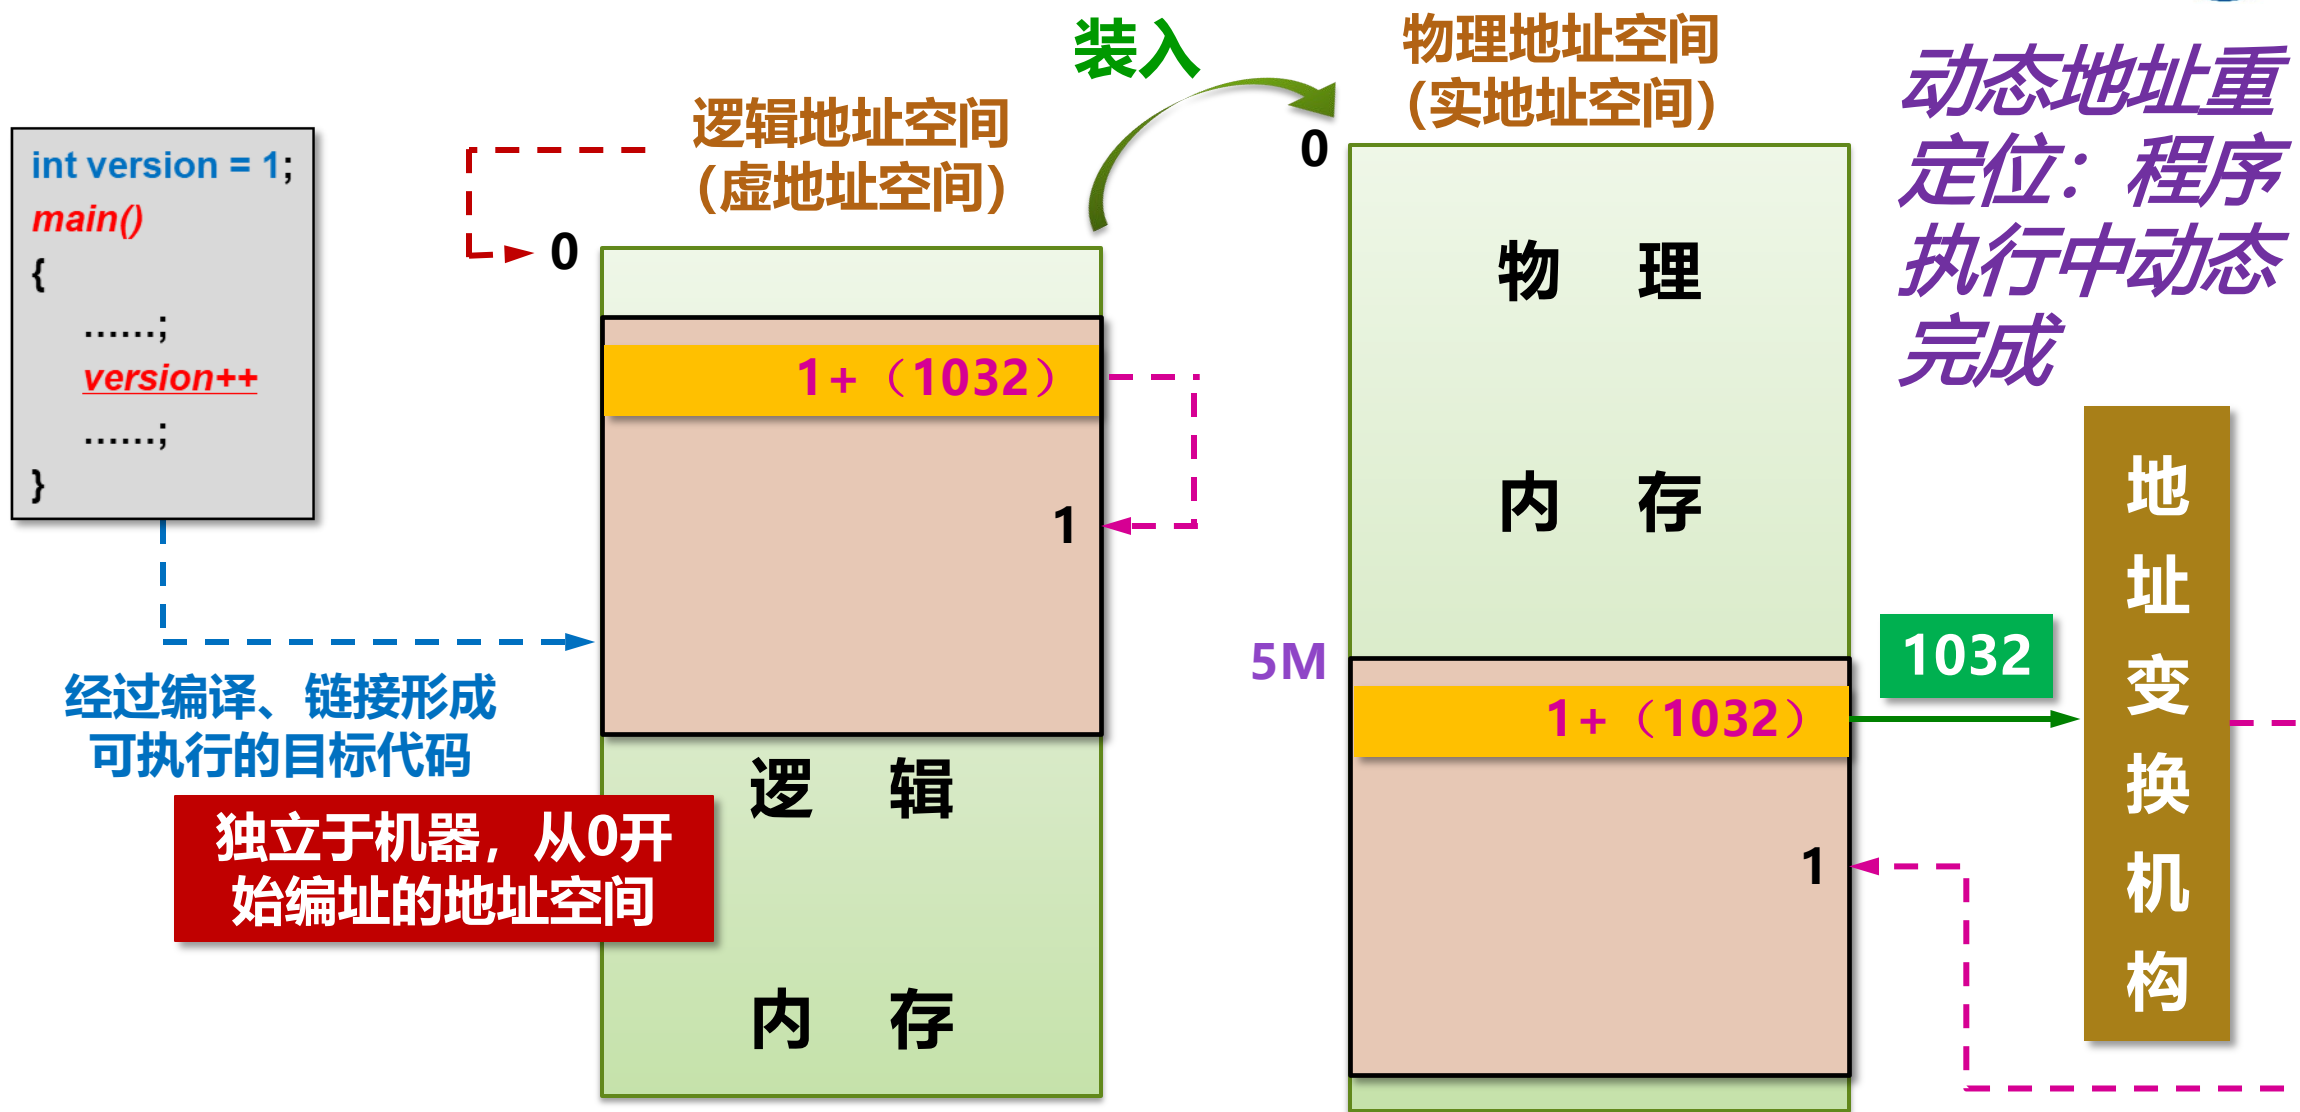 int version = 1;
main()
{
......;
version++
......;
}
经过编译、链接形成
可执行的目标代码
独立于机器，从0开
始编址的地址空间
逻辑地址空间
（虚地址空间）
0
1+（1032）
1
逻 辑
内 存
装入
物理地址空间
（实地址空间）
0
物 理
内 存
5M
1+（1032）
1
1032
动态地址重
定位：程序
执行中动态
完成
地
址
变
换
机
构